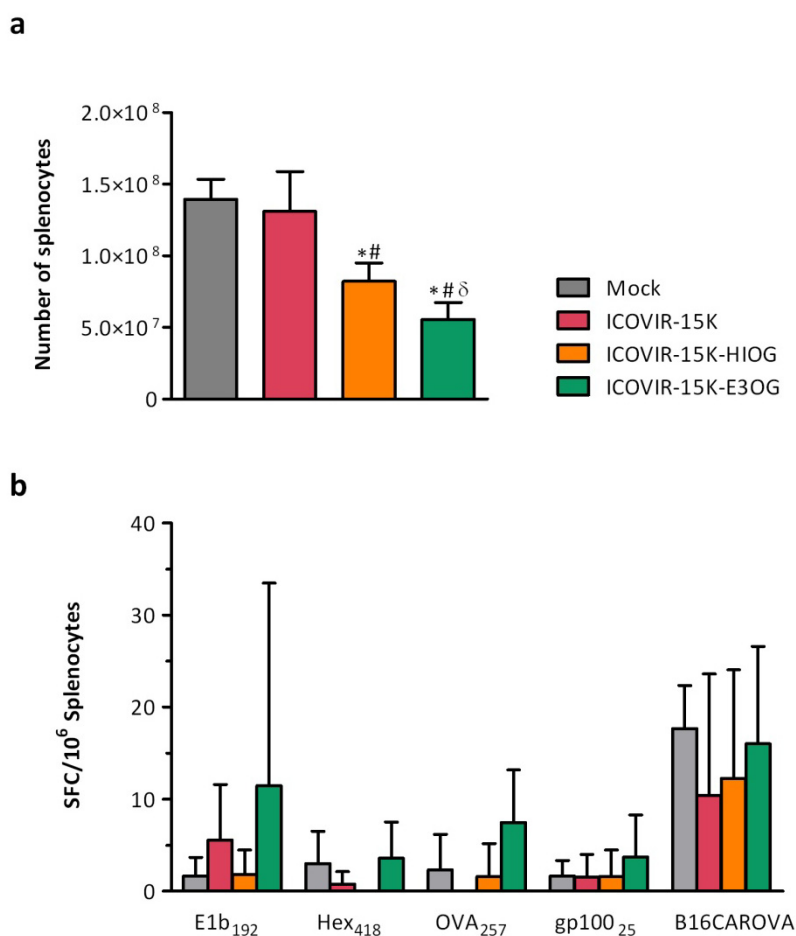 a
Number of splenocytes
2.0×10⁸
1.5×10⁸
1.0×10⁸
5.0×10⁷
0
*#
*#δ
Mock
ICOVIR-15K
ICOVIR-15K-HIOG
ICOVIR-15K-E3OG
b
SFC/10⁶ Splenocytes
40
30
20
10
0
E1b₁₉₂ Hex₄₁₈ OVA₂₅₇ gp100₂₅ B16CAROVA